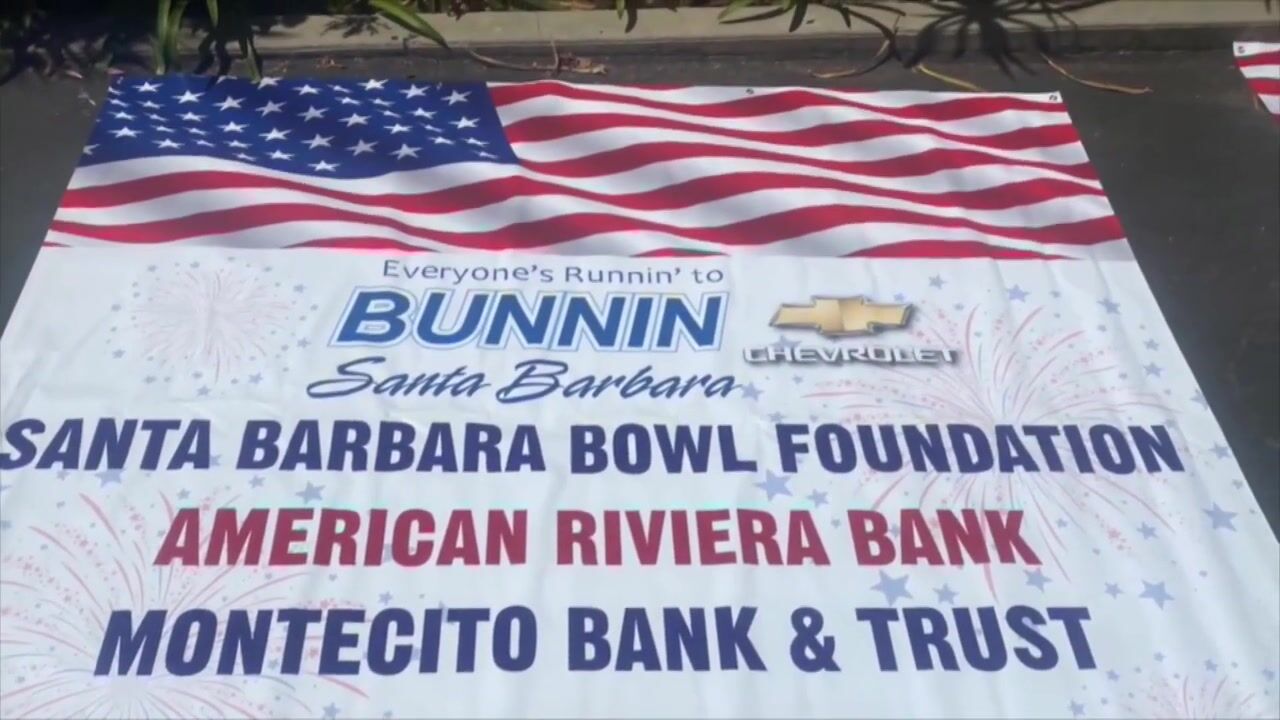 Everyone's Runnin' to
BUNNIN
CHEVROLET
Santa Barbara
SANTA BARBARA BOWL FOUNDATION
AMERICAN RIVIERA BANK
MONTECITO BANK & TRUST